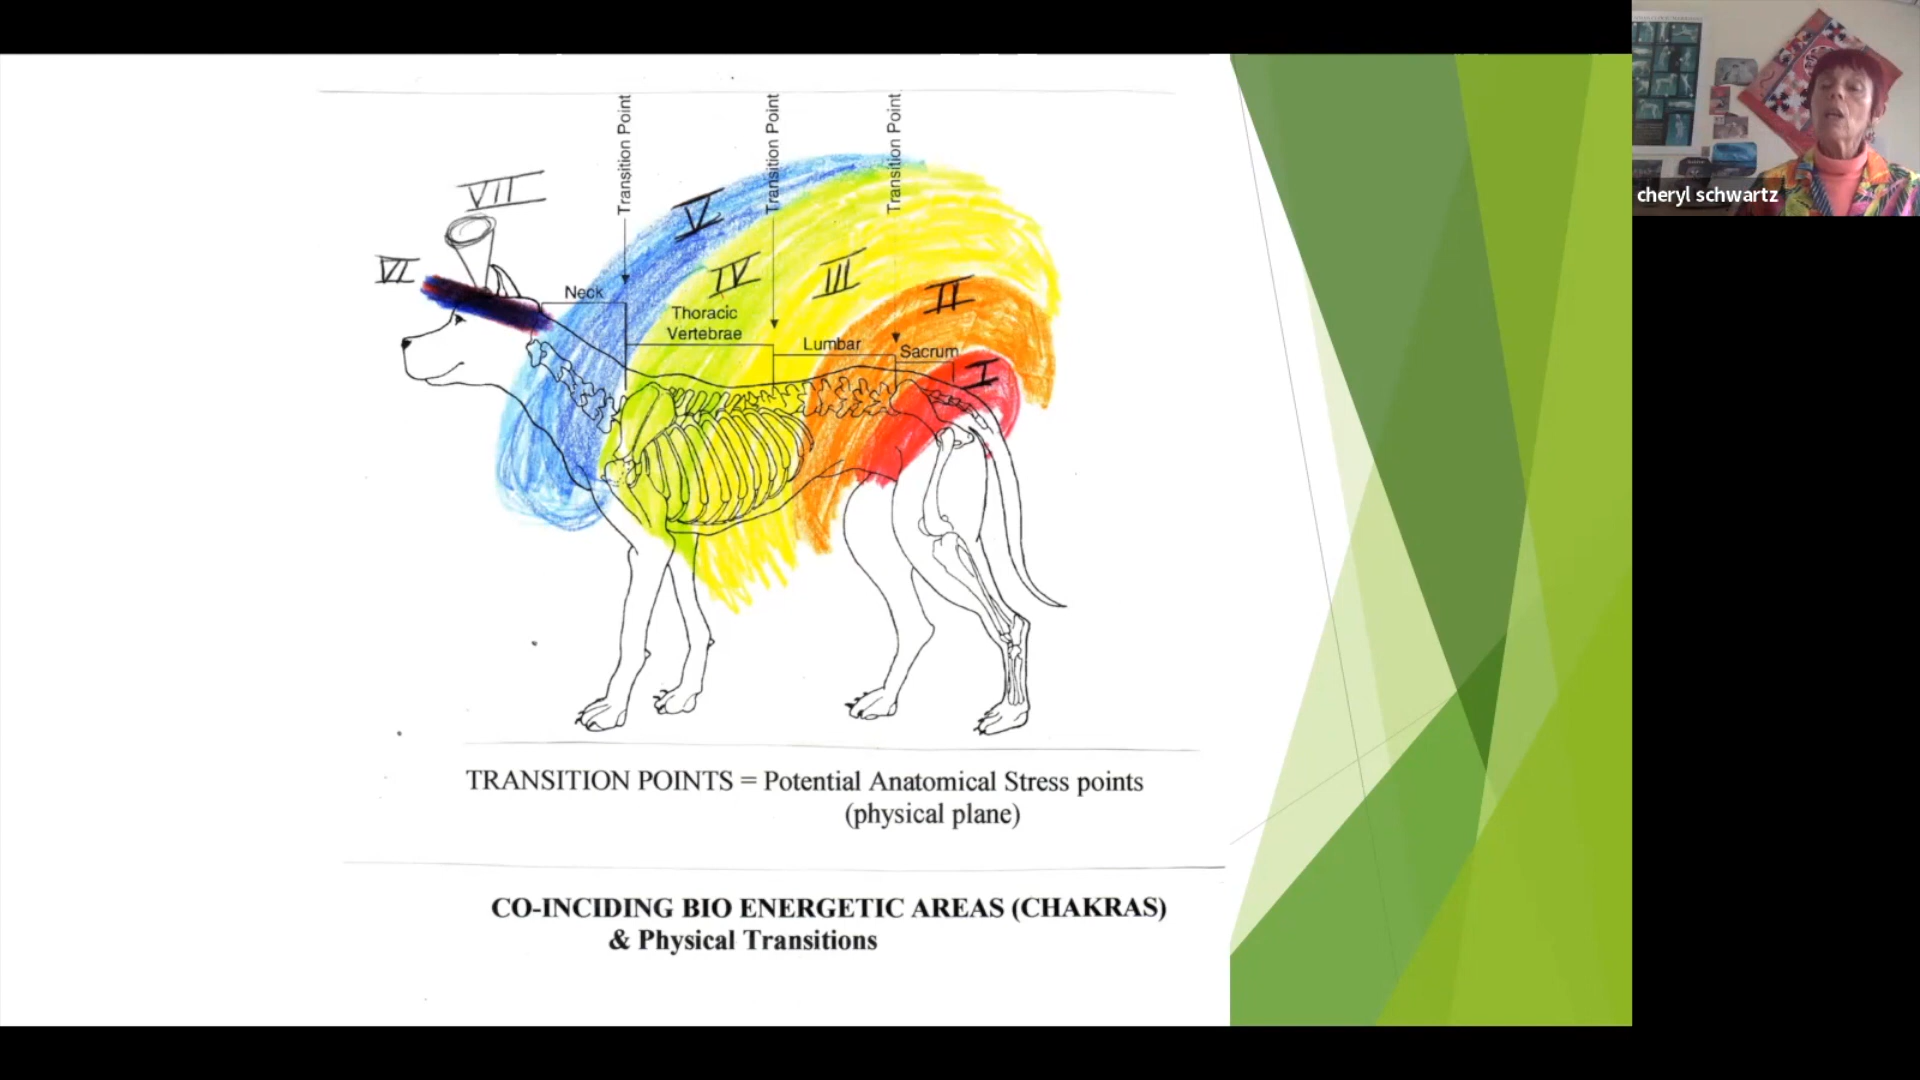 Transition Point
Transition Point
Transition Point
VII
V
VI
IV
III
II
Neck
Thoracic
Vertebrae
Lumbar
Sacrum
I
TRANSITION POINTS = Potential Anatomical Stress points
(physical plane)
CO-INCIDING BIO ENERGETIC AREAS (CHAKRAS)
& Physical Transitions
cheryl schwartz